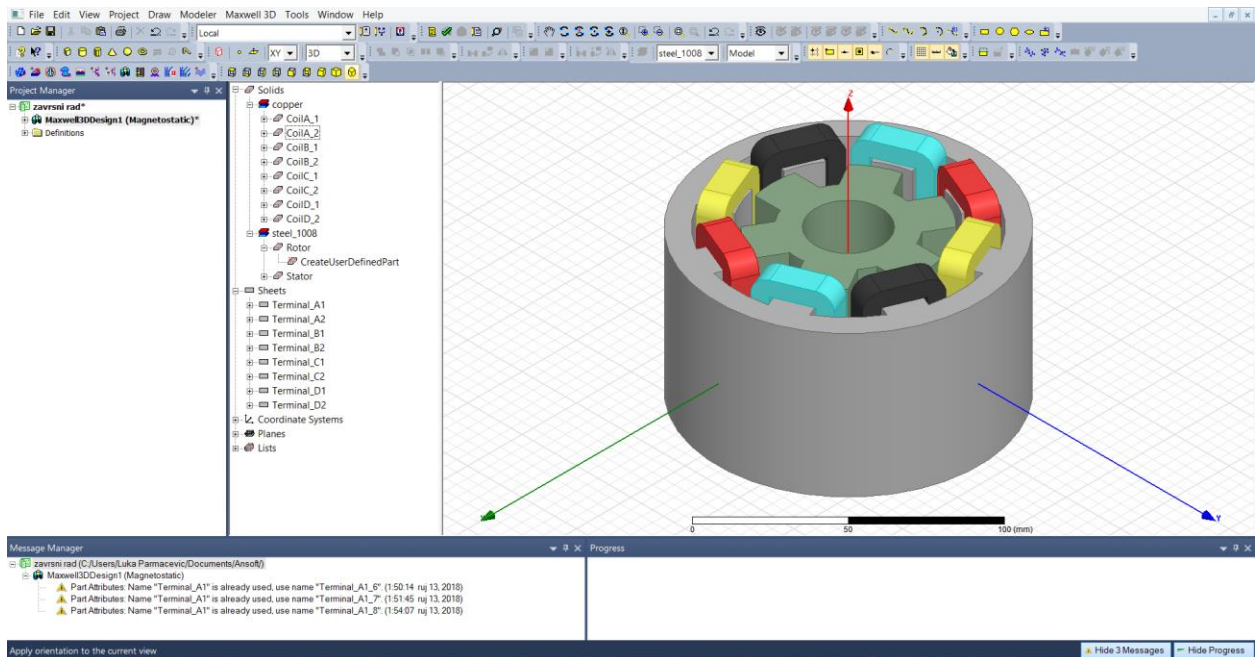 File Edit View Project Draw Modeler Maxwell 3D Tools Window Help
Local
XY 3D steel_1008 Model
Project Manager
zavrsni rad*
Maxwell3DDesign1 (Magnetostatic)*
Definitions
Solids
copper
CoilA_1
CoilA_2
CoilB_1
CoilB_2
CoilC_1
CoilC_2
CoilD_1
CoilD_2
steel_1008
Rotor
CreateUserDefinedPart
Stator
Sheets
Terminal_A1
Terminal_A2
Terminal_B1
Terminal_B2
Terminal_C1
Terminal_C2
Terminal_D1
Terminal_D2
Coordinate Systems
Planes
Lists
Z
X
Y
0 50 100 (mm)
Message Manager
zavrsni rad (C:/Users/Luka Parmacevic/Documents/Ansoft/)
Maxwell3DDesign1 (Magnetostatic)
Part Attributes: Name "Terminal_A1" is already used, use name "Terminal_A1_6". (1:50:14 ruj 13, 2018)
Part Attributes: Name "Terminal_A1" is already used, use name "Terminal_A1_7". (1:51:45 ruj 13, 2018)
Part Attributes: Name "Terminal_A1" is already used, use name "Terminal_A1_8". (1:54:07 ruj 13, 2018)
Progress
Apply orientation to the current view
Hide 3 Messages Hide Progress